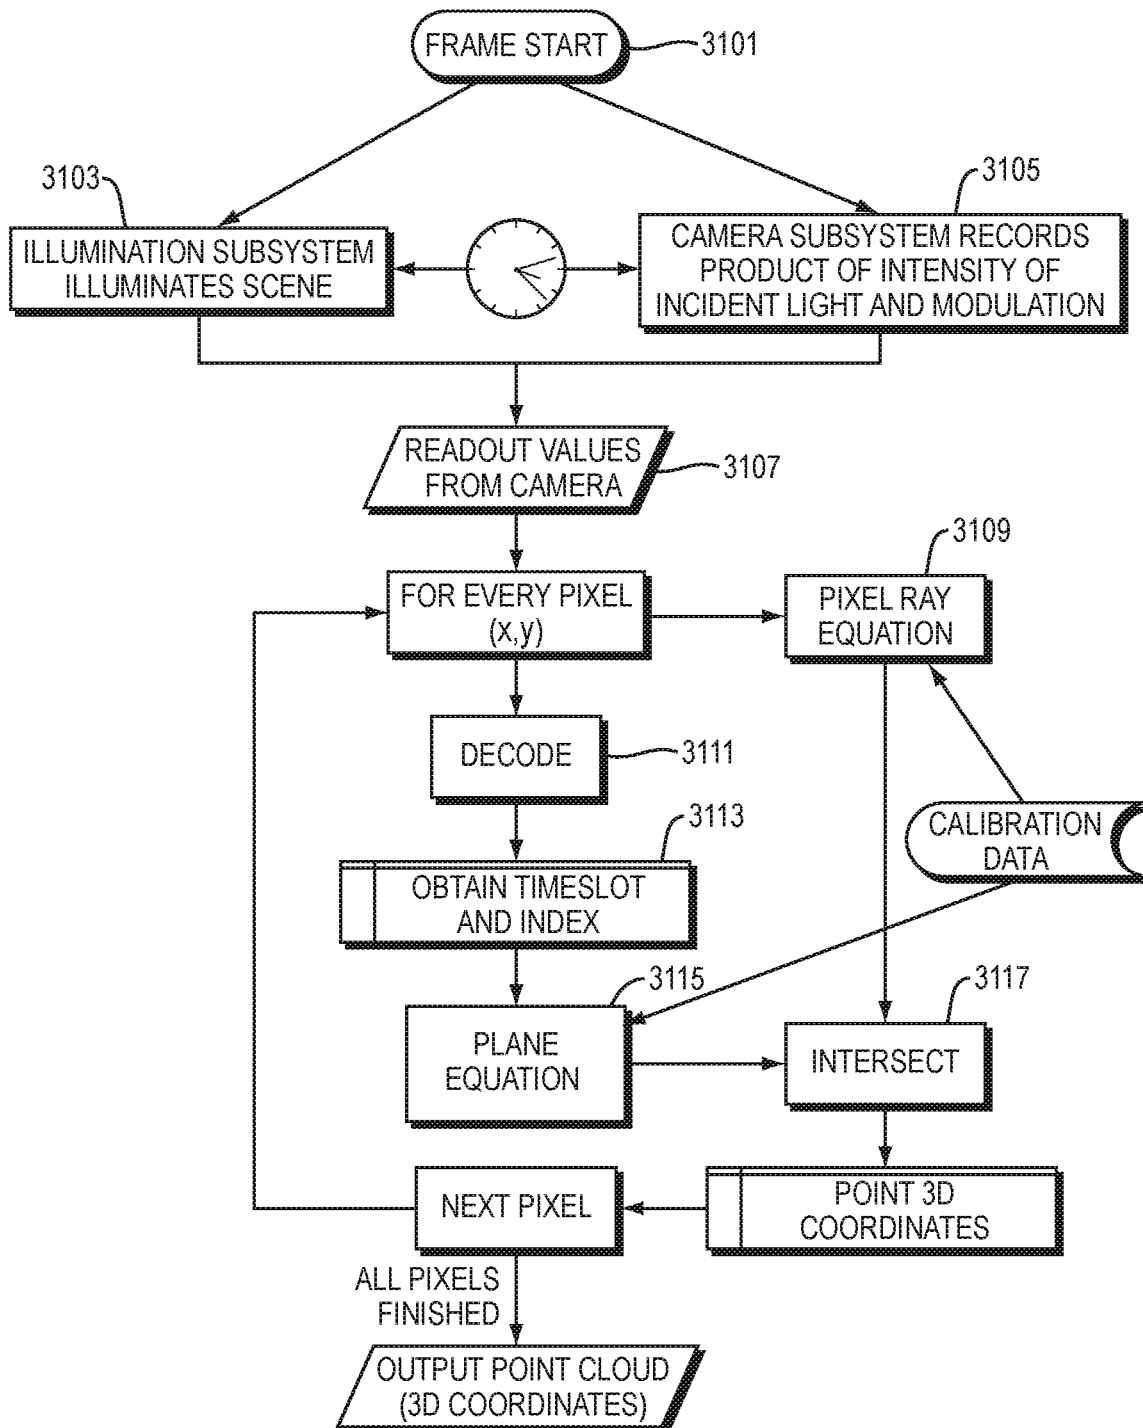 FRAME START
3101
3103
3105
ILLUMINATION SUBSYSTEM
ILLUMINATES SCENE
CAMERA SUBSYSTEM RECORDS
PRODUCT OF INTENSITY OF
INCIDENT LIGHT AND MODULATION
READOUT VALUES
FROM CAMERA
3107
3109
FOR EVERY PIXEL
(x,y)
PIXEL RAY
EQUATION
DECODE
3111
3113
CALIBRATION
DATA
OBTAIN TIMESLOT
AND INDEX
3115
3117
PLANE
EQUATION
INTERSECT
NEXT PIXEL
POINT 3D
COORDINATES
ALL PIXELS
FINISHED
OUTPUT POINT CLOUD
(3D COORDINATES)